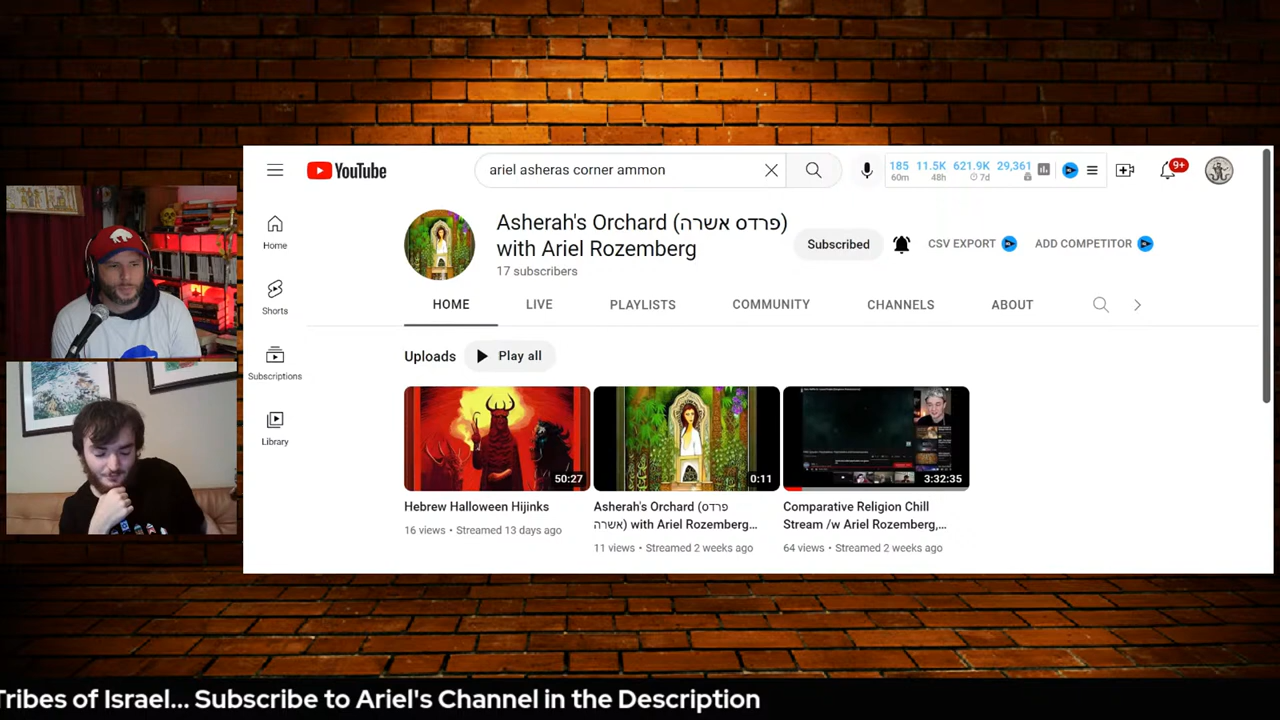 YouTube
ariel asheras corner ammon
185 11.5K 621.9K 29,361
60m 48h 7d
9+
Home
Shorts
Subscriptions
Library
Asherah's Orchard (פרדס אשרה)
with Ariel Rozemberg
17 subscribers
Subscribed
CSV EXPORT
ADD COMPETITOR
HOME LIVE PLAYLISTS COMMUNITY CHANNELS ABOUT
Uploads
Play all
50:27
0:11
3:32:35
Hebrew Halloween Hijinks
16 views • Streamed 13 days ago
Asherah's Orchard (פרדס
אשרה) with Ariel Rozemberg...
11 views • Streamed 2 weeks ago
Comparative Religion Chill
Stream /w Ariel Rozemberg,...
64 views • Streamed 2 weeks ago
Tribes of Israel... Subscribe to Ariel's Channel in the Description